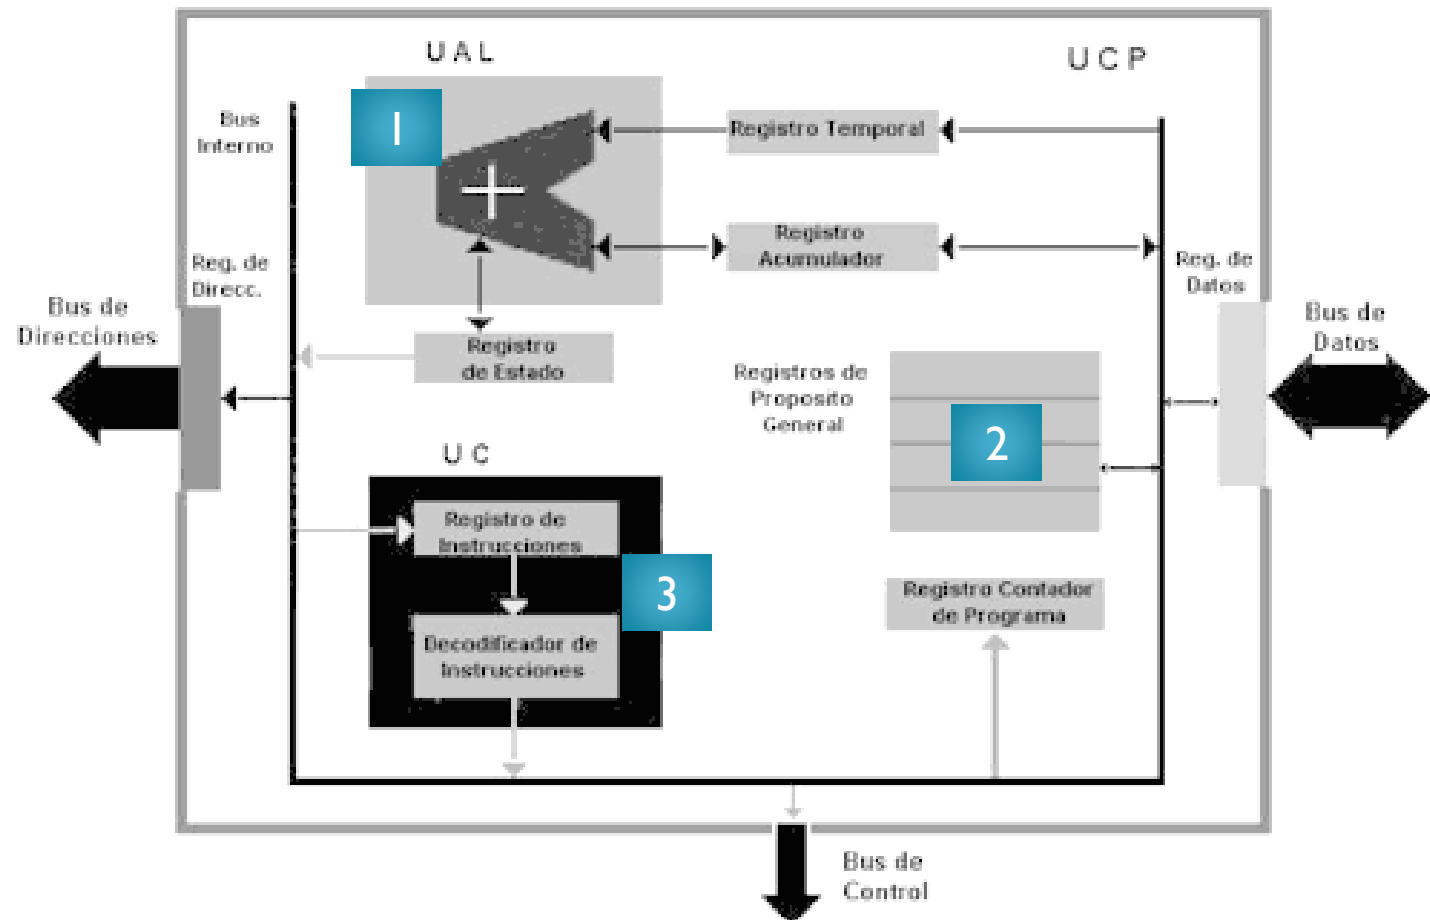 UAL
UCP
1
Bus
Interno
Registro Temporal
Registro
Acumulador
Reg. de
Direcc.
Reg. de
Datos
Bus de
Direcciones
Bus de
Datos
Registro
de Estado
Registros de
Proposito
General
2
UC
Registro de
Instrucciones
3
Registro Contador
de Programa
Decodificador de
Instrucciones
Bus de
Control